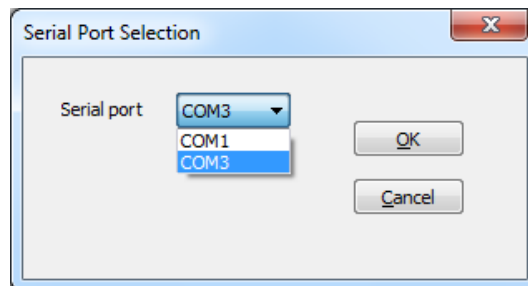 Serial Port Selection
Serial port
COM3
COM1
COM3
OK
Cancel